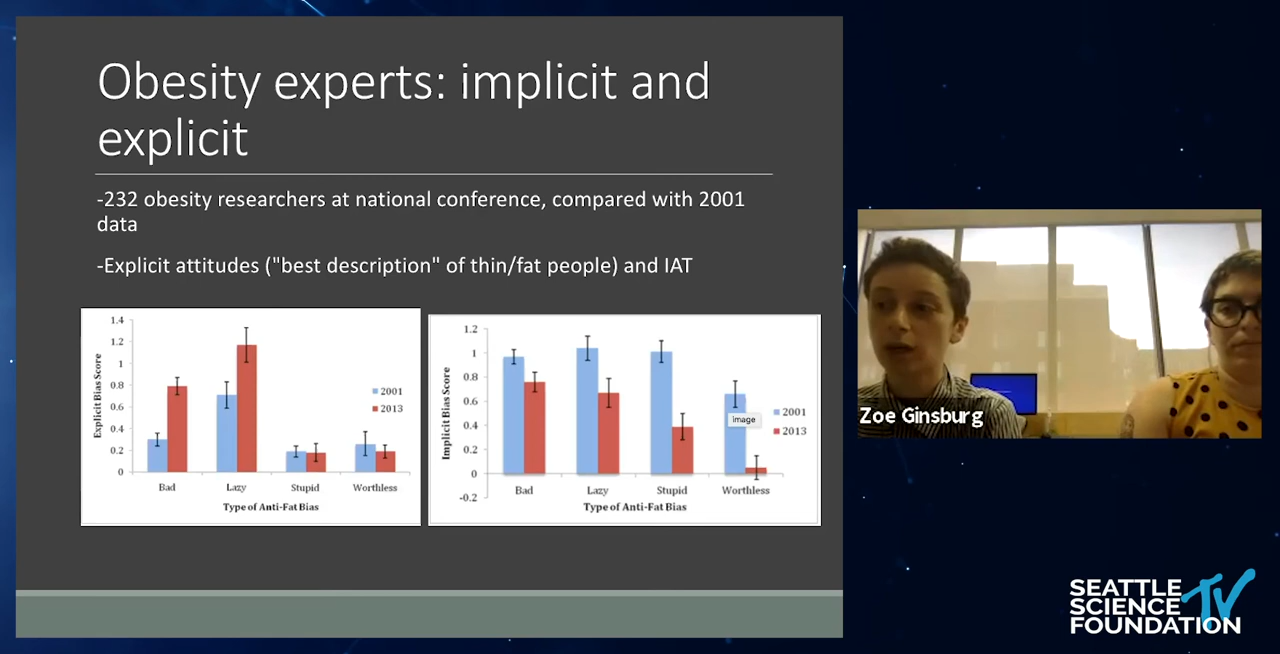 Obesity experts: implicit and
explicit
-232 obesity researchers at national conference, compared with 2001
data
-Explicit attitudes ("best description" of thin/fat people) and IAT
1.4
1.2
1
0.8
0.6
0.4
0.2
0
Explicit Bias Score
2001
2013
Bad Lazy Stupid Worthless
Type of Anti-Fat Bias
1.2
1
0.8
0.6
0.4
0.2
0
-0.2
Implicit Bias Score
image
2001
2013
Bad Lazy Stupid Worthless
Type of Anti-Fat Bias
Zoe Ginsburg
SEATTLE
SCIENCE TV
FOUNDATION